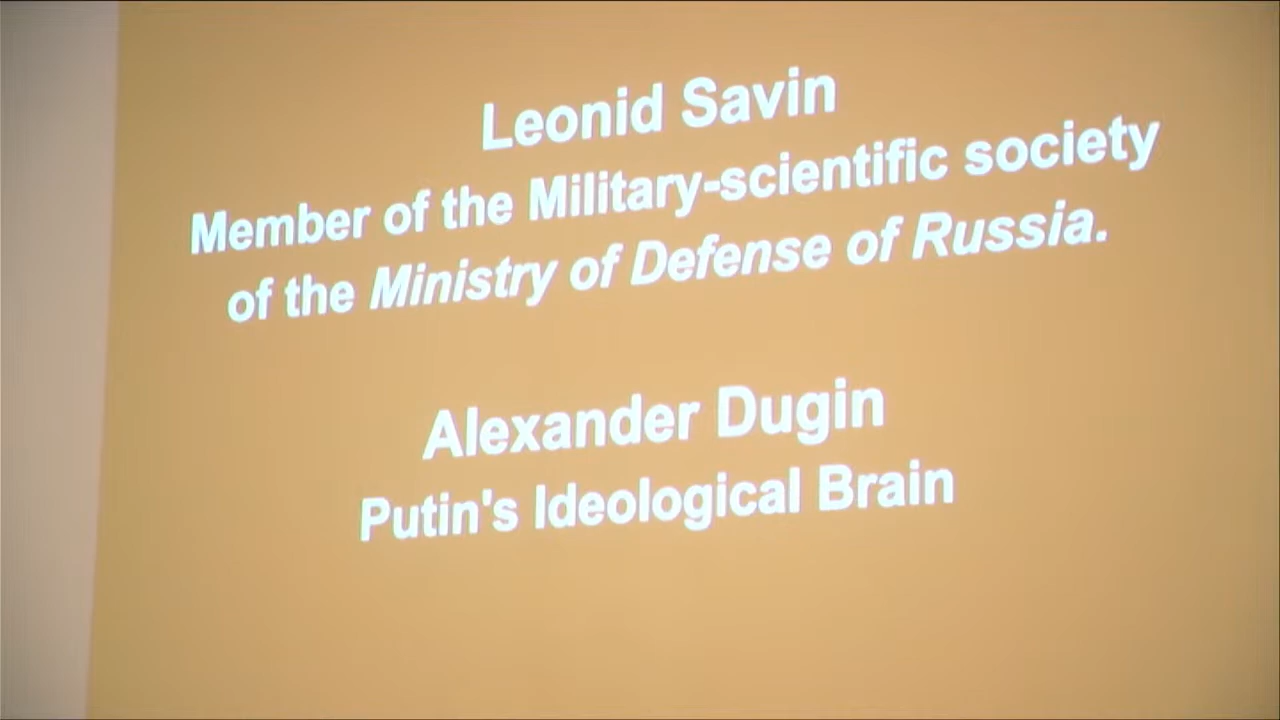 Leonid Savin
Member of the Military-scientific society
of the Ministry of Defense of Russia.
Alexander Dugin
Putin's Ideological Brain